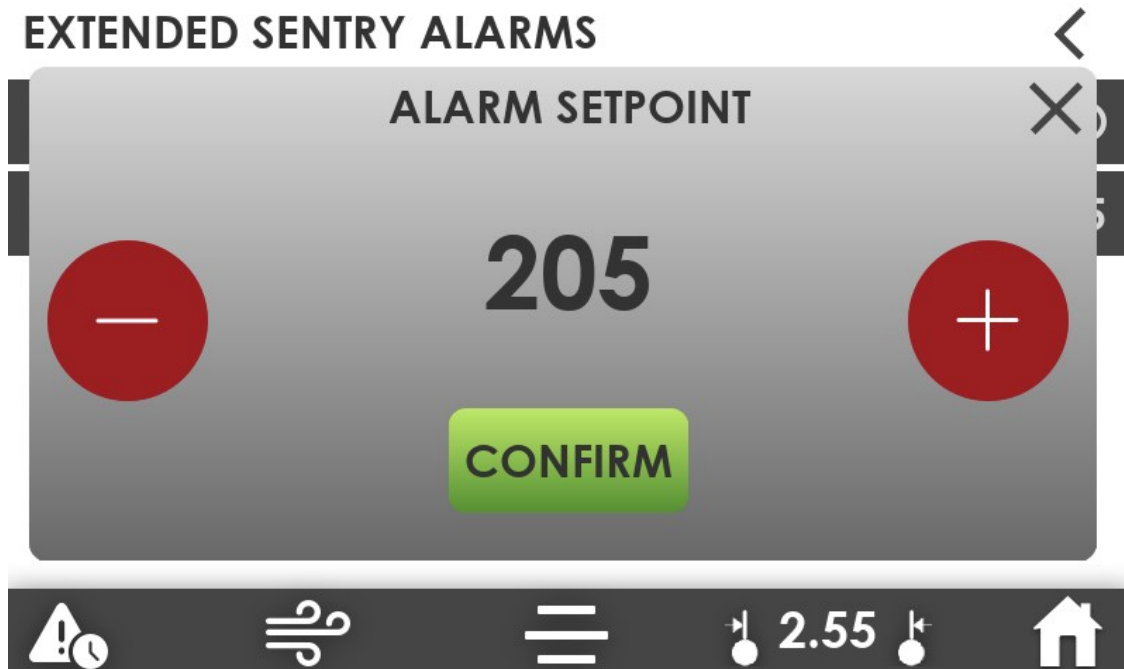 EXTENDED SENTRY ALARMS
ALARM SETPOINT
205
CONFIRM
2.55